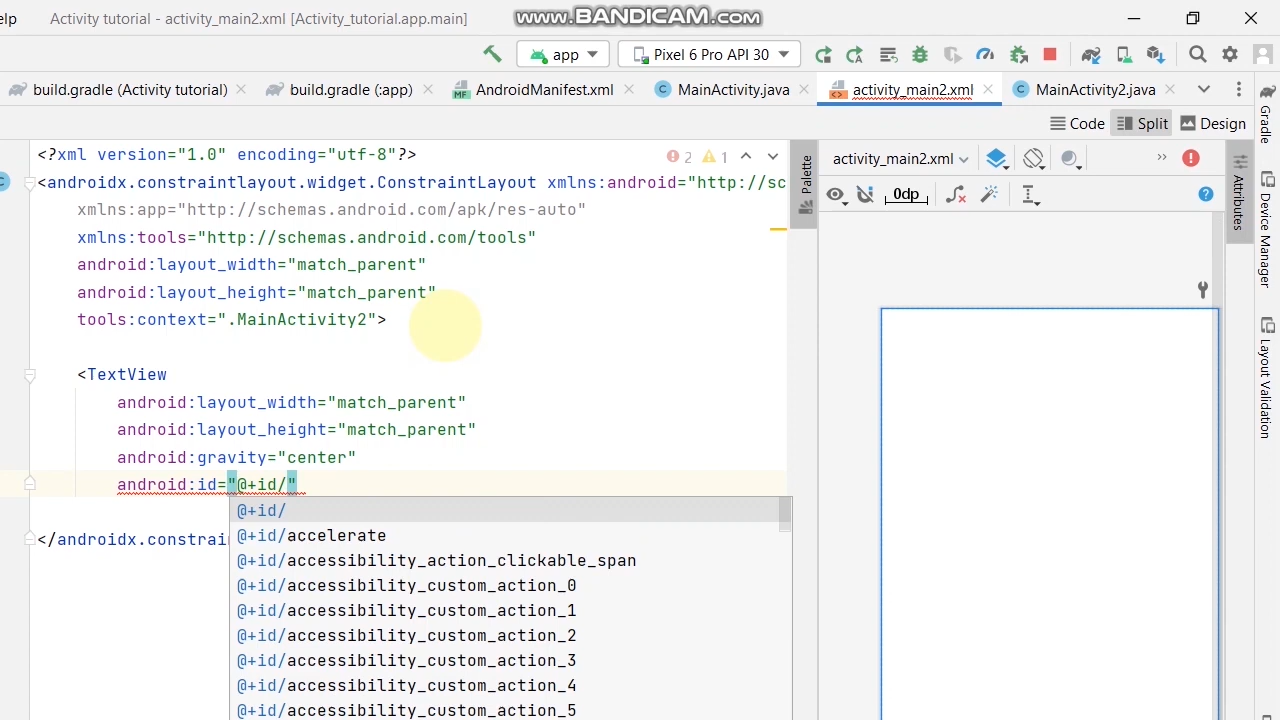 elp
Activity tutorial - activity_main2.xml [Activity_tutorial.app.main]
www.BANDICAM.com
app
Pixel 6 Pro API 30
build.gradle (Activity tutorial)
build.gradle (:app)
MF
AndroidManifest.xml
C
MainActivity.java
activity_main2.xml
C
MainActivity2.java
Code
Split
Design
<?xml version="1.0" encoding="utf-8"?>
2
1
<androidx.constraintlayout.widget.ConstraintLayout xmlns:android="http://sc
xmlns:app="http://schemas.android.com/apk/res-auto"
xmlns:tools="http://schemas.android.com/tools"
android:layout_width="match_parent"
android:layout_height="match_parent"
tools:context=".MainActivity2">
<TextView
android:layout_width="match_parent"
android:layout_height="match_parent"
android:gravity="center"
android:id="@+id/"
</androidx.constrain
@+id/
@+id/accelerate
@+id/accessibility_action_clickable_span
@+id/accessibility_custom_action_0
@+id/accessibility_custom_action_1
@+id/accessibility_custom_action_2
@+id/accessibility_custom_action_3
@+id/accessibility_custom_action_4
@+id/accessibility_custom_action_5
Palette
activity_main2.xml
0dp
Attributes
Gradle
Device Manager
Layout Validation